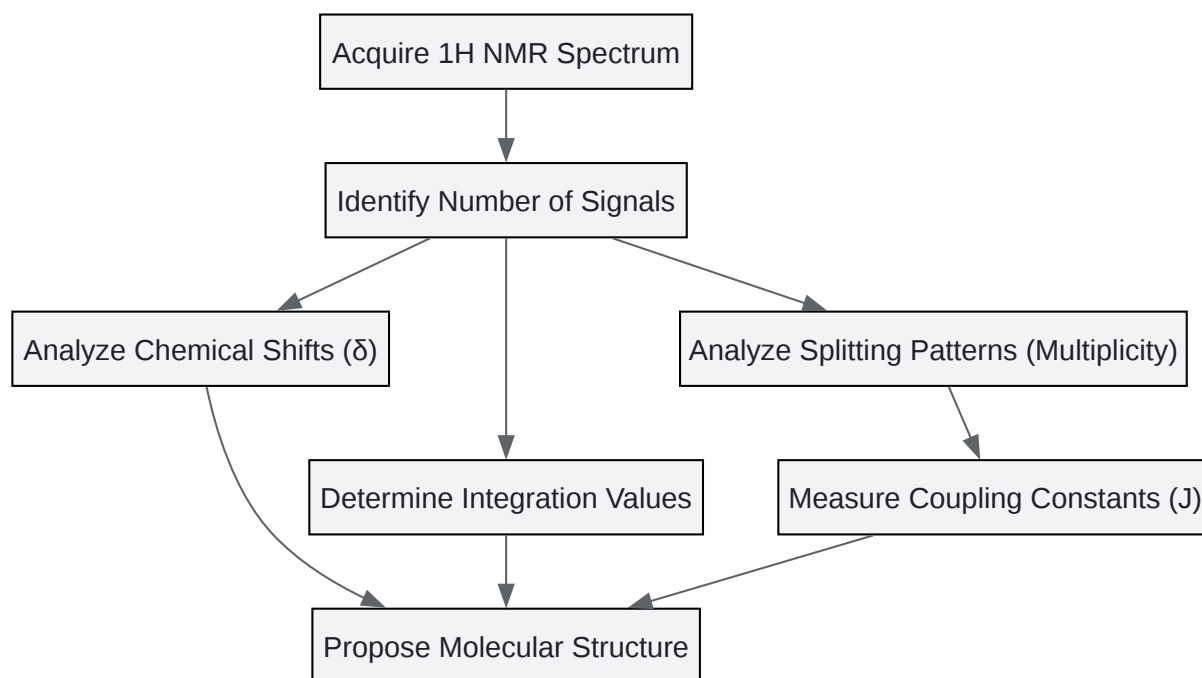 Acquire 1H NMR Spectrum
Identify Number of Signals
Analyze Chemical Shifts (δ)
Analyze Splitting Patterns (Multiplicity)
Determine Integration Values
Measure Coupling Constants (J)
Propose Molecular Structure